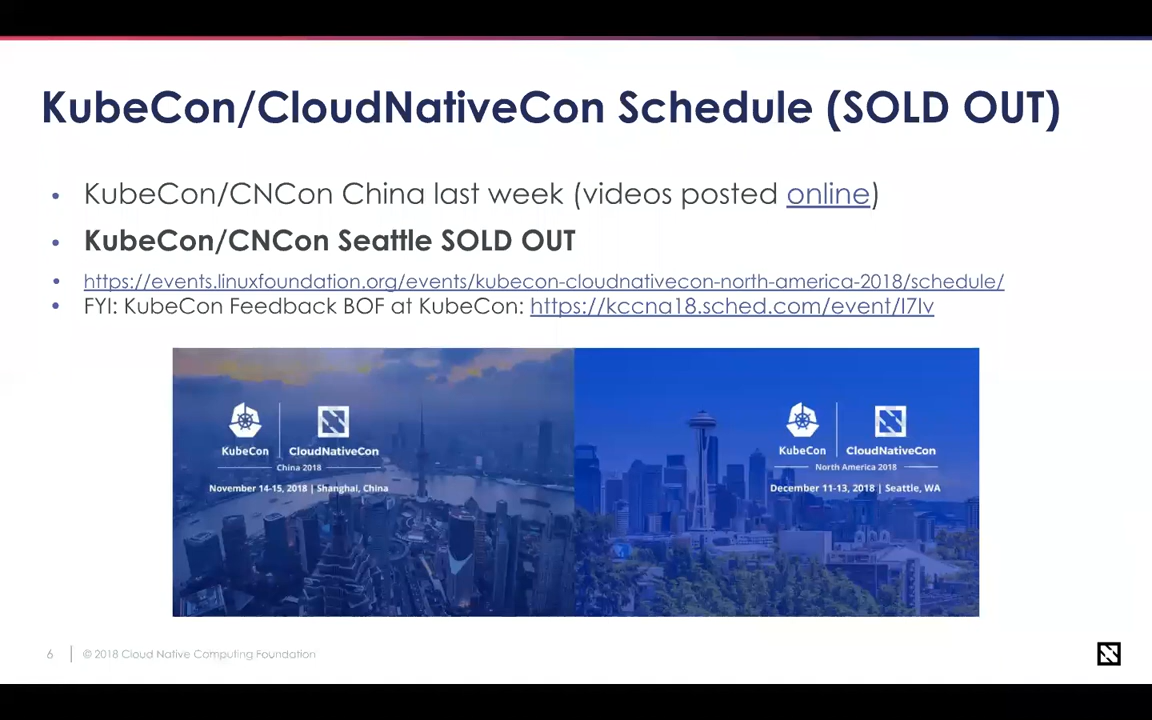 KubeCon/CloudNativeCon Schedule (SOLD OUT)
• KubeCon/CNCon China last week (videos posted online)
• KubeCon/CNCon Seattle SOLD OUT
• https://events.linuxfoundation.org/events/kubecon-cloudnativecon-north-america-2018/schedule/
• FYI: KubeCon Feedback BOF at KubeCon: https://kccna18.sched.com/event/I7Iv
KubeCon | CloudNativeCon
China 2018
November 14-15, 2018 | Shanghai, China
KubeCon | CloudNativeCon
North America 2018
December 11-13, 2018 | Seattle, WA
6 | © 2018 Cloud Native Computing Foundation